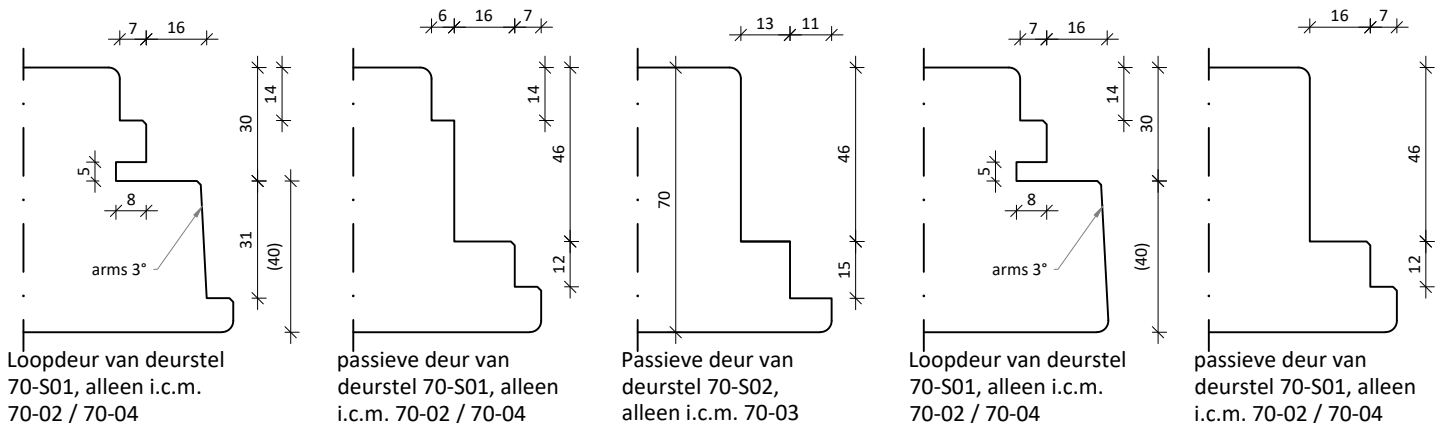 7 16
14
30
5
8
31
(40)
arms 3°
Loopdeur van deurstel
70-S01, alleen i.c.m.
70-02 / 70-04
6 16 7
14
46
12
passieve deur van
deurstel 70-S01, alleen
i.c.m. 70-02 / 70-04
13 11
70
46
15
Passieve deur van
deurstel 70-S02,
alleen i.c.m. 70-03
7 16
14
30
5
8
(40)
arms 3°
Loopdeur van deurstel
70-S01, alleen i.c.m.
70-02 / 70-04
16 7
46
12
passieve deur van
deurstel 70-S01, alleen
i.c.m. 70-02 / 70-04